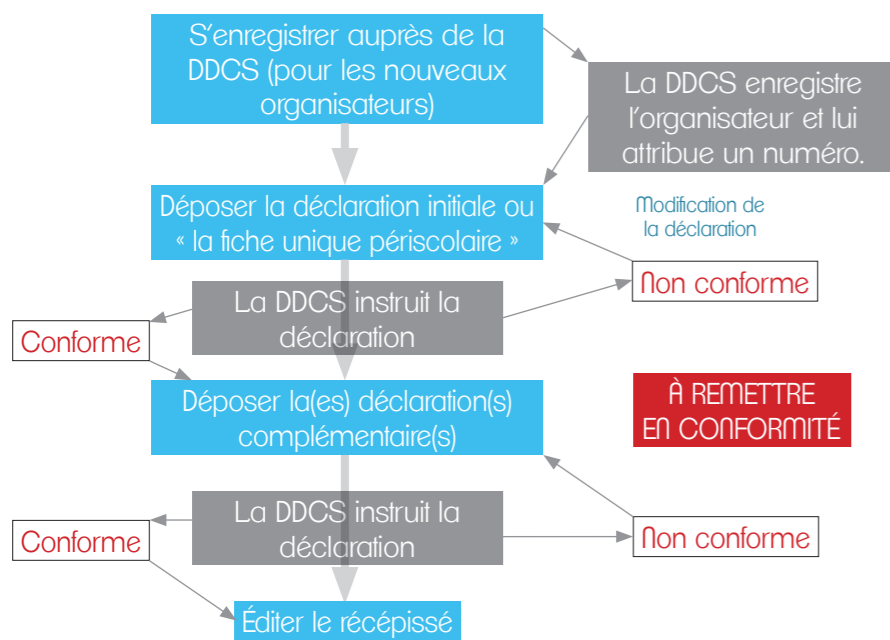 S'enregistrer auprès de la
DDCS (pour les nouveaux
organisateurs)
La DDCS enregistre
l'organisateur et lui
attribue un numéro.
Déposer la déclaration initiale ou
« la fiche unique périscolaire »
Modification de
la déclaration
Non conforme
La DDCS instruit la
déclaration
Conforme
Déposer la(es) déclaration(s)
complémentaire(s)
À REMETTRE
EN CONFORMITÉ
La DDCS instruit la
déclaration
Conforme
Non conforme
Éditer le récépissé